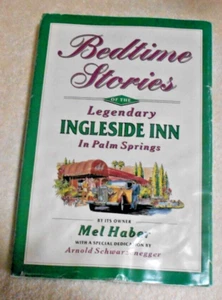 Bedtime
Stories
OF THE
Legendary
INGLESIDE INN
In Palm Springs
BY ITS OWNER
Mel Haber
WITH A SPECIAL DEDICATION BY
Arnold Schwarzenegger